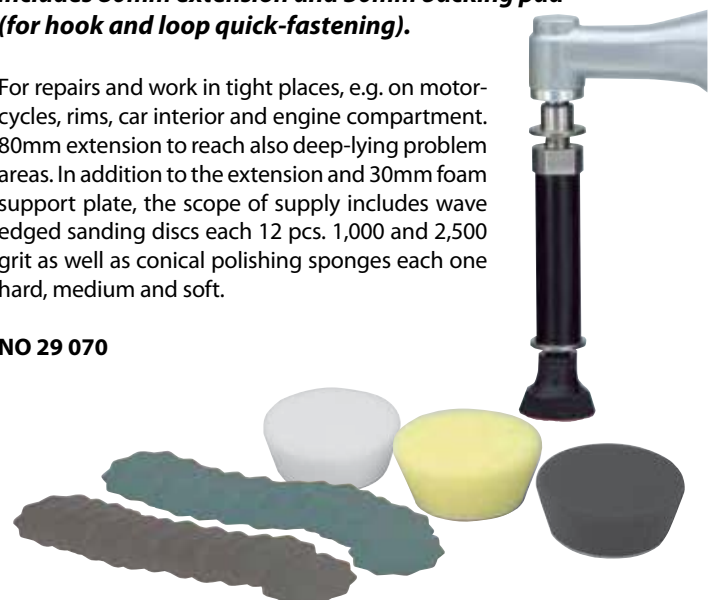 includes 80mm extension and 30mm backing pad
(for hook and loop quick-fastening).
For repairs and work in tight places, e.g. on motor-
cycles, rims, car interior and engine compartment.
80mm extension to reach also deep-lying problem
areas. In addition to the extension and 30mm foam
support plate, the scope of supply includes wave
edged sanding discs each 12 pcs. 1,000 and 2,500
grit as well as conical polishing sponges each one
hard, medium and soft.
NO 29 070